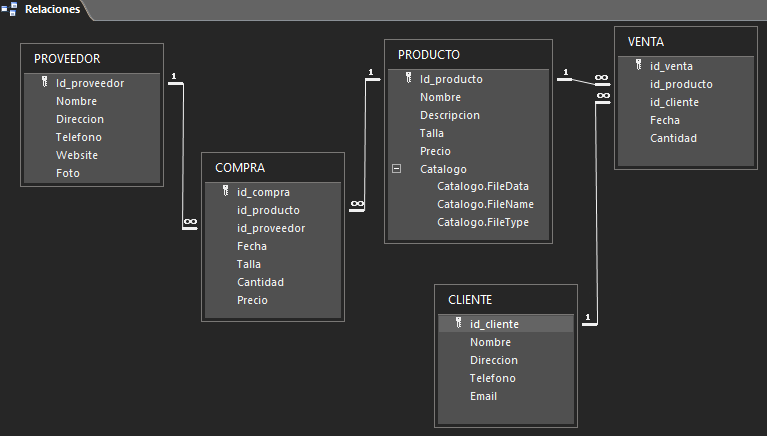 Relaciones
PROVEEDOR
Id_proveedor
Nombre
Direccion
Telefono
Website
Foto
1
∞
COMPRA
id_compra
id_producto
id_proveedor
Fecha
Talla
Cantidad
Precio
1
∞
PRODUCTO
Id_producto
Nombre
Descripcion
Talla
Precio
Catalogo
Catalogo.FileData
Catalogo.FileName
Catalogo.FileType
1
∞
∞
VENTA
id_venta
id_producto
id_cliente
Fecha
Cantidad
CLIENTE
id_cliente
Nombre
Direccion
Telefono
Email
1